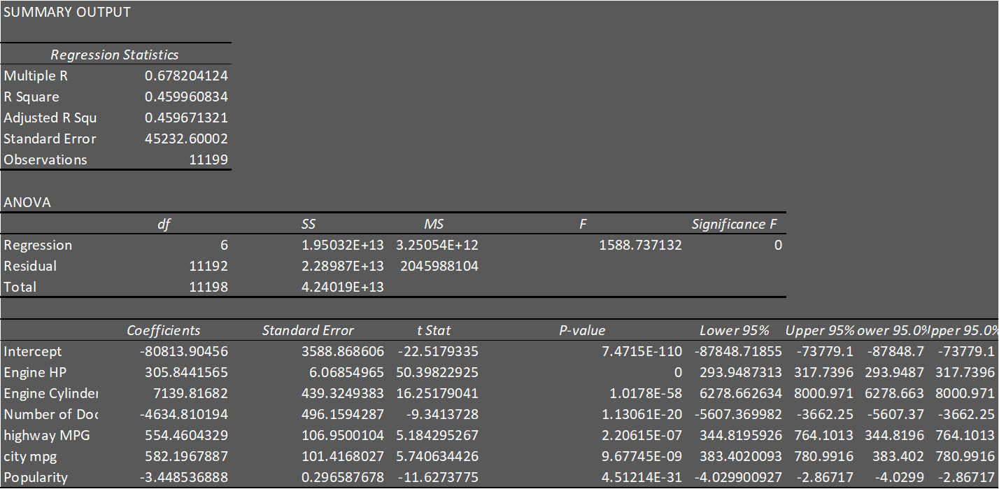 SUMMARY OUTPUT
Regression Statistics
Multiple R 0.678204124
R Square 0.459960834
Adjusted R Squ 0.459671321
Standard Error 45232.60002
Observations 11199
ANOVA
df SS MS F Significance F
Regression 6 1.95032E+13 3.25054E+12 1588.737132 0
Residual 11192 2.28987E+13 2045988104
Total 11198 4.24019E+13
Coefficients Standard Error t Stat P-value Lower 95% Upper 95% ower 95.0% pper 95.0%
Intercept -80813.90456 3588.868606 -22.5179335 7.4715E-110 -87848.71855 -73779.1 -87848.7 -73779.1
Engine HP 305.8441565 6.06854965 50.39822925 0 293.9487313 317.7396 293.9487 317.7396
Engine Cylinder 7139.81682 439.3249383 16.25179041 1.0178E-58 6278.662634 8000.971 6278.663 8000.971
Number of Doo -4634.810194 496.1594287 -9.3413728 1.13061E-20 -5607.369982 -3662.25 -5607.37 -3662.25
highway MPG 554.4604329 106.9500104 5.184295267 2.20615E-07 344.8195926 764.1013 344.8196 764.1013
city mpg 582.1967887 101.4168027 5.740634426 9.67745E-09 383.4020093 780.9916 383.402 780.9916
Popularity -3.448536888 0.296587678 -11.6273775 4.51214E-31 -4.029900927 -2.86717 -4.0299 -2.86717